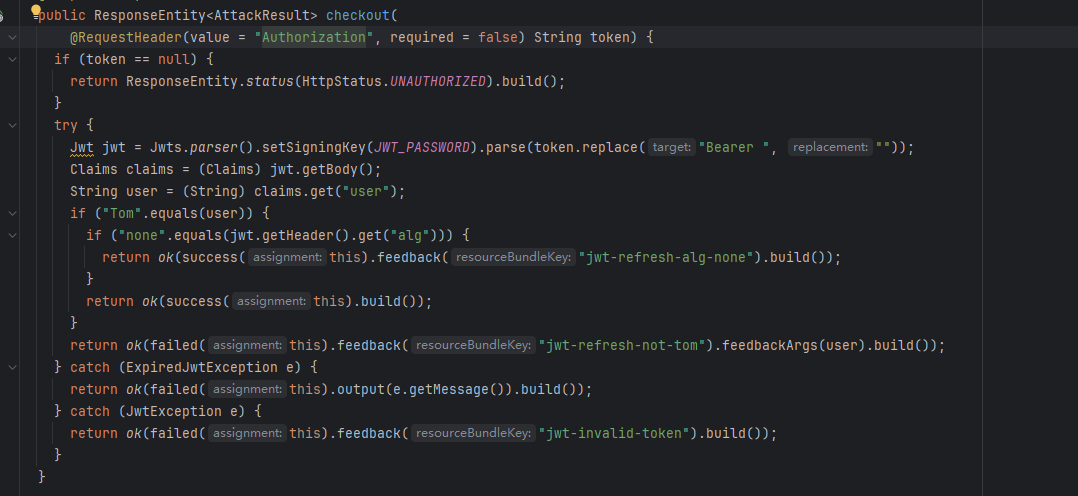 public ResponseEntity<AttackResult> checkout(
@RequestHeader(value = "Authorization", required = false) String token) {
if (token == null) {
return ResponseEntity.status(HttpStatus.UNAUTHORIZED).build();
}
try {
Jwt jwt = Jwts.parser().setSigningKey(JWT_PASSWORD).parse(token.replace( target: "Bearer ", replacement: ""));
Claims claims = (Claims) jwt.getBody();
String user = (String) claims.get("user");
if ("Tom".equals(user)) {
if ("none".equals(jwt.getHeader().get("alg"))) {
return ok(success( assignment: this).feedback( resourceBundleKey: "jwt-refresh-alg-none").build());
}
return ok(success( assignment: this).build());
}
return ok(failed( assignment: this).feedback( resourceBundleKey: "jwt-refresh-not-tom").feedbackArgs(user).build());
} catch (ExpiredJwtException e) {
return ok(failed( assignment: this).output(e.getMessage()).build());
} catch (JwtException e) {
return ok(failed( assignment: this).feedback( resourceBundleKey: "jwt-invalid-token").build());
}
}